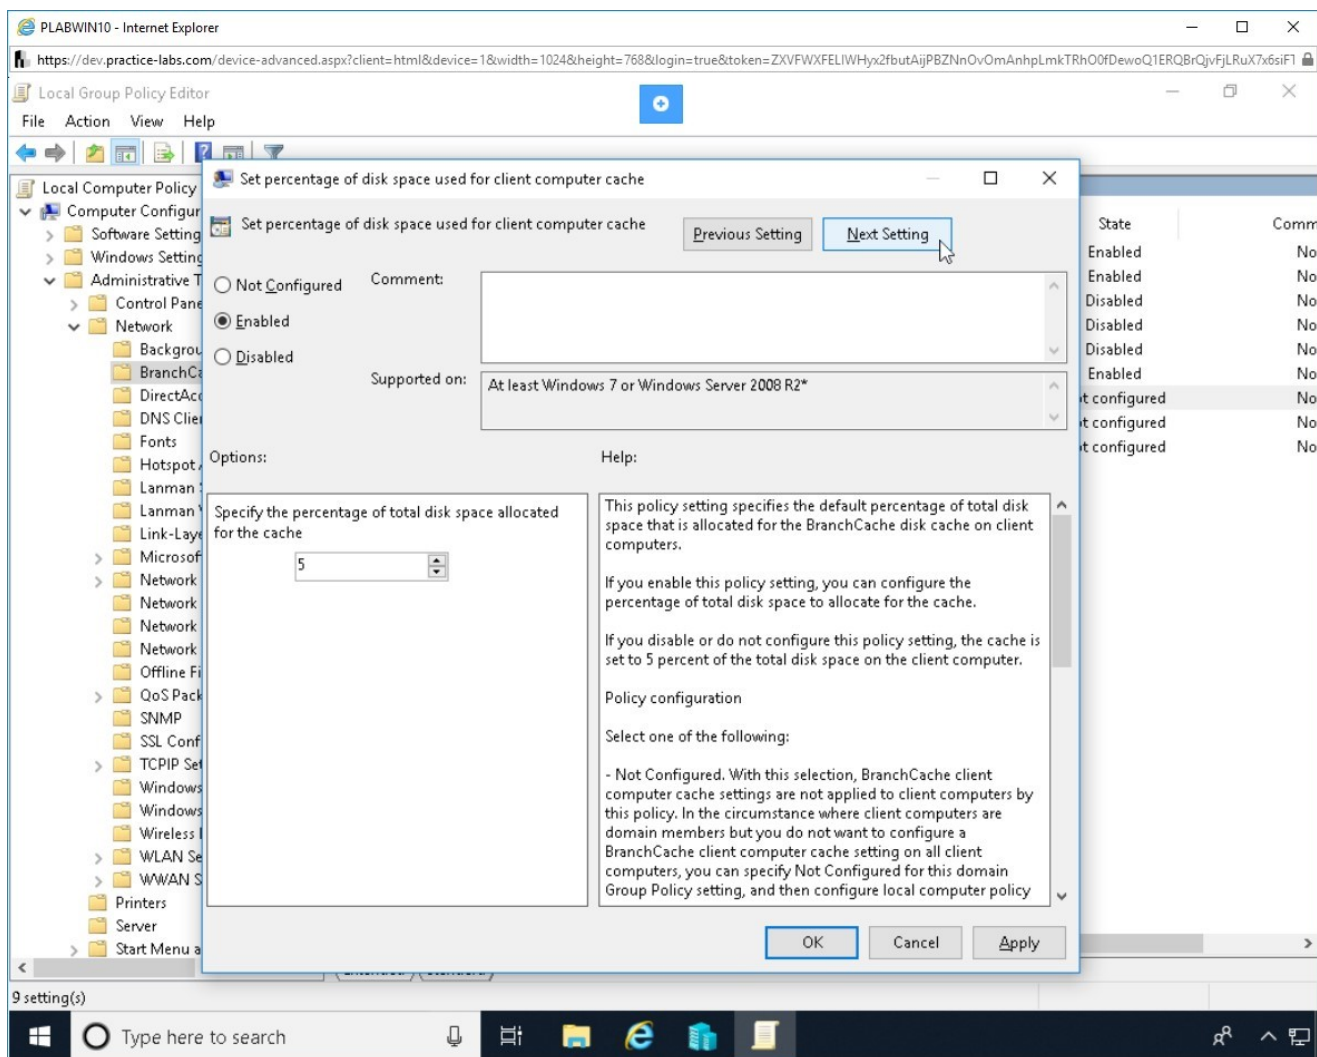 PLABWIN10 - Internet Explorer
https://dev.practice-labs.com/device-advanced.aspx?client=html&device=1&width=1024&height=768&login=true&token=
Local Group Policy Editor
File Action View Help
Local Computer Policy
Computer Configur
Software Setting
Windows Setting
Administrative T
Control Pane
Network
Backgrou
BranchCa
DirectAcc
DNS Clie
Fonts
Hotspot
Lanman
Lanman
Link-Laye
Microsof
Network
Network
Network
Network
Offline Fi
QoS Pack
SNMP
SSL Conf
TCPIP Set
Windows
Windows
Wireless
WLAN Se
WWAN S
Printers
Server
Start Menu a
Set percentage of disk space used for client computer cache
Set percentage of disk space used for client computer cache
Previous Setting
Next Setting
Not Configured
Enabled
Disabled
Comment:
Supported on:
At least Windows 7 or Windows Server 2008 R2*
Options:
Help:
Specify the percentage of total disk space allocated
for the cache
5
This policy setting specifies the default percentage of total disk
space that is allocated for the BranchCache disk cache on client
computers.
If you enable this policy setting, you can configure the
percentage of total disk space to allocate for the cache.
If you disable or do not configure this policy setting, the cache is
set to 5 percent of the total disk space on the client computer.
Policy configuration
Select one of the following:
- Not Configured. With this selection, BranchCache client
computer cache settings are not applied to client computers by
this policy. In the circumstance where client computers are
domain members but you do not want to configure a
BranchCache client computer cache setting on all client
computers, you can specify Not Configured for this domain
Group Policy setting, and then configure local computer policy
OK
Cancel
Apply
State Comm
Enabled No
Enabled No
Disabled No
Disabled No
Disabled No
Enabled No
t configured No
t configured No
t configured No
9 setting(s)
Type here to search